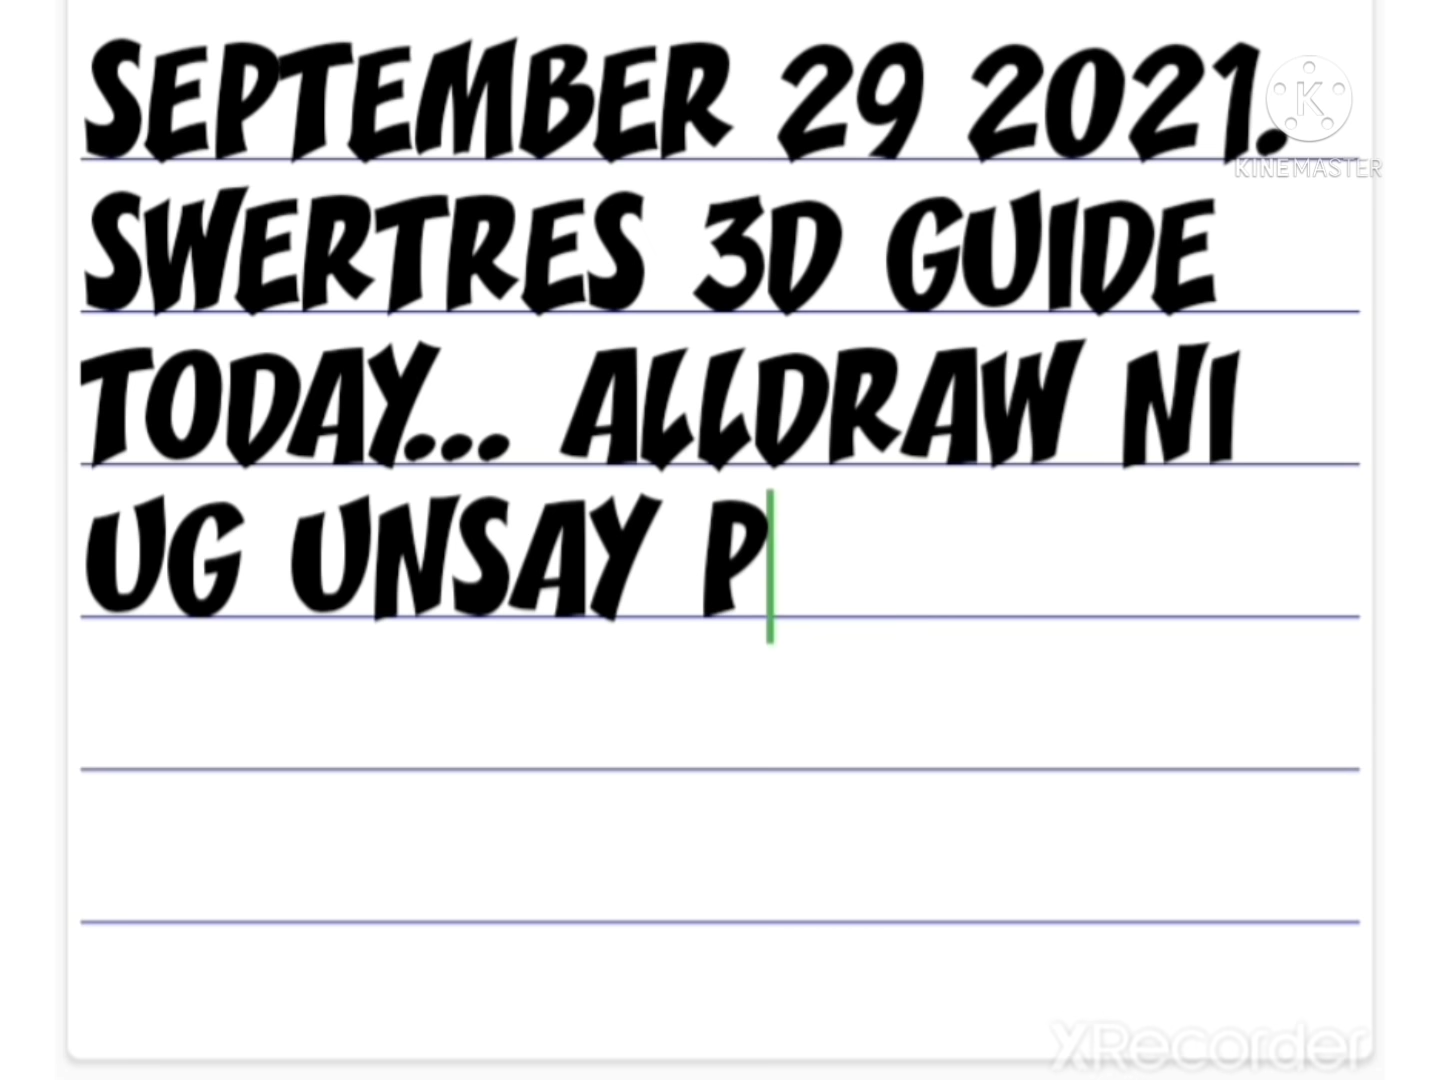 SEPTEMBER 29 2021.
KINEMASTER
SWERTRES 3D GUIDE
TODAY... ALLDRAW NI
UG UNSAY P
XRecorder